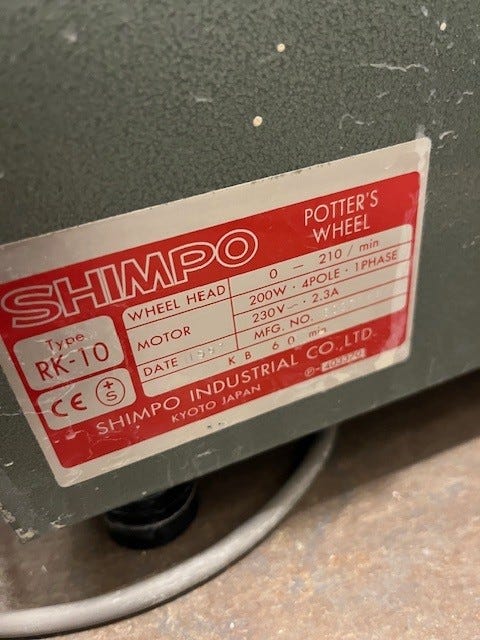 SHIMPO
POTTER'S
WHEEL
Type
RK-10
CE
S
WHEEL HEAD 0 — 210 / min
MOTOR 200W · 4POLE · 1PHASE
230V — 2.3A
DATE MFG. NO.
KB 60 min
SHIMPO INDUSTRIAL CO., LTD.
KYOTO JAPAN